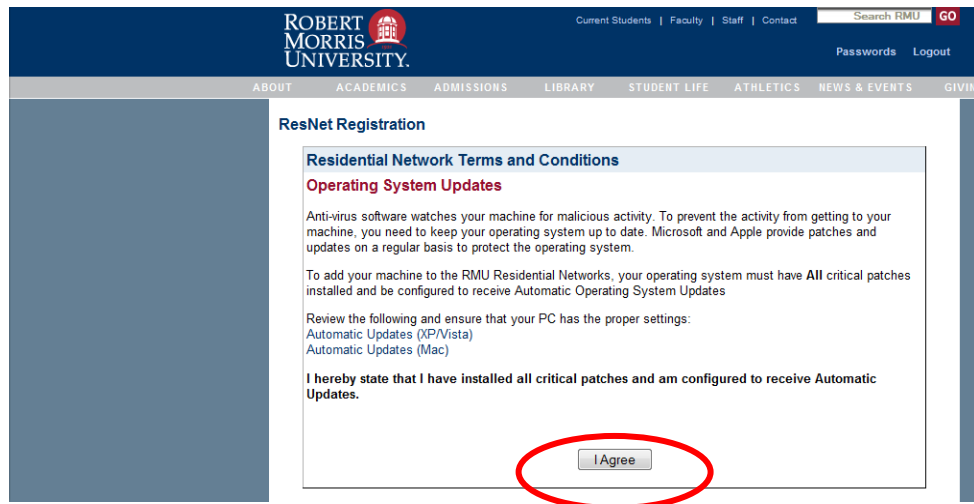 ROBERT
MORRIS
UNIVERSITY.
Current Students | Faculty | Staff | Contact
Search RMU GO
Passwords Logout
ABOUT ACADEMICS ADMISSIONS LIBRARY STUDENT LIFE ATHLETICS NEWS & EVENTS GIVIN
ResNet Registration
Residential Network Terms and Conditions
Operating System Updates
Anti-virus software watches your machine for malicious activity. To prevent the activity from getting to your
machine, you need to keep your operating system up to date. Microsoft and Apple provide patches and
updates on a regular basis to protect the operating system.
To add your machine to the RMU Residential Networks, your operating system must have All critical patches
installed and be configured to receive Automatic Operating System Updates
Review the following and ensure that your PC has the proper settings:
Automatic Updates (XP/Vista)
Automatic Updates (Mac)
I hereby state that I have installed all critical patches and am configured to receive Automatic
Updates.
I Agree